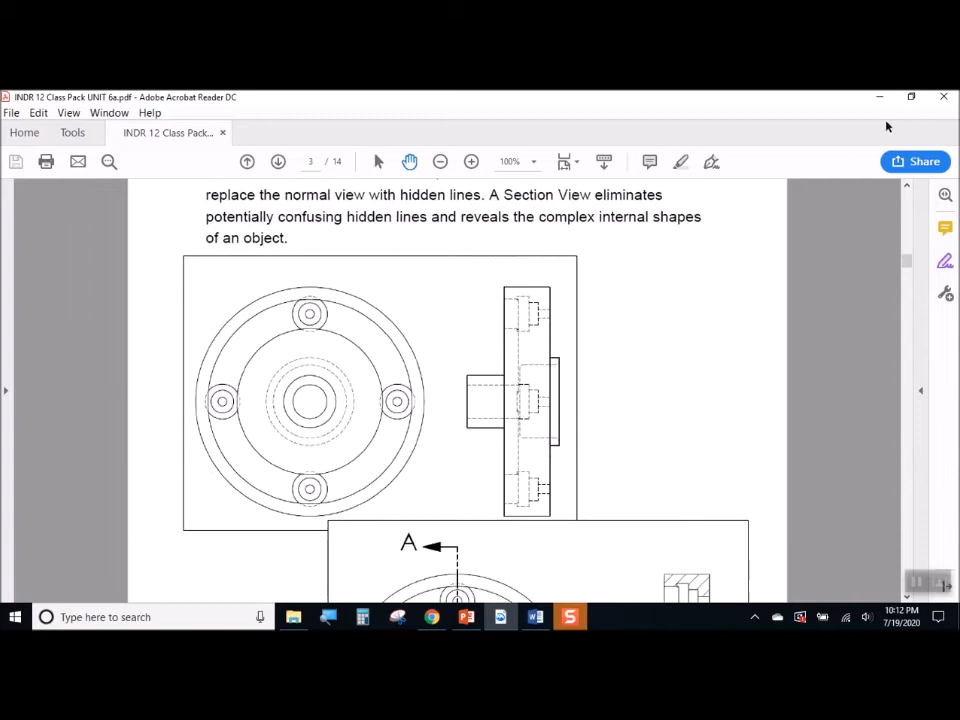 INDR 12 Class Pack UNIT 6a.pdf - Adobe Acrobat Reader DC
File Edit View Window Help
Home Tools INDR 12 Class Pack... ×
3 / 14 100% Share
replace the normal view with hidden lines. A Section View eliminates
potentially confusing hidden lines and reveals the complex internal shapes
of an object.
A
Type here to search
10:12 PM
7/19/2020